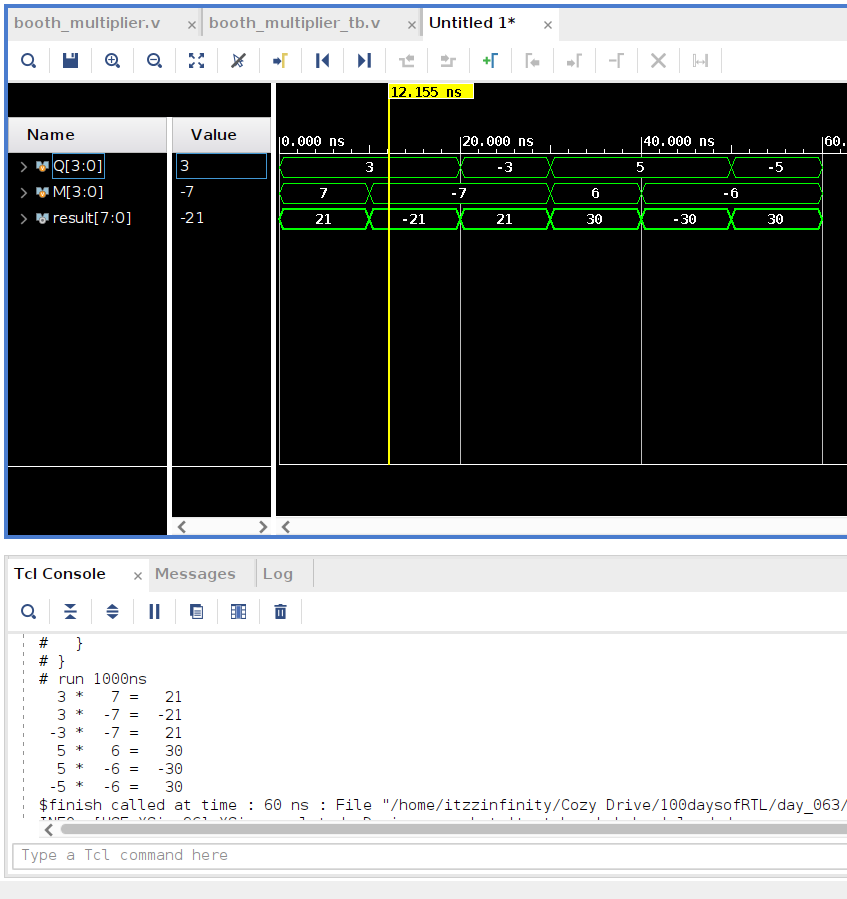 booth_multiplier.v × booth_multiplier_tb.v × Untitled 1* ×
12.155 ns
Name Value
0.000 ns 20.000 ns 40.000 ns 60.
Q[3:0] 3 3 -3 5 -5
M[3:0] -7 7 -7 6 -6
result[7:0] -21 21 -21 21 30 -30 30
Tcl Console × Messages Log
# }
# }
# run 1000ns
3 * 7 = 21
3 * -7 = -21
-3 * -7 = 21
5 * 6 = 30
5 * -6 = -30
-5 * -6 = 30
$finish called at time : 60 ns : File "/home/itzzinfinity/Cozy Drive/100daysofRTL/day_063/
Type a Tcl command here